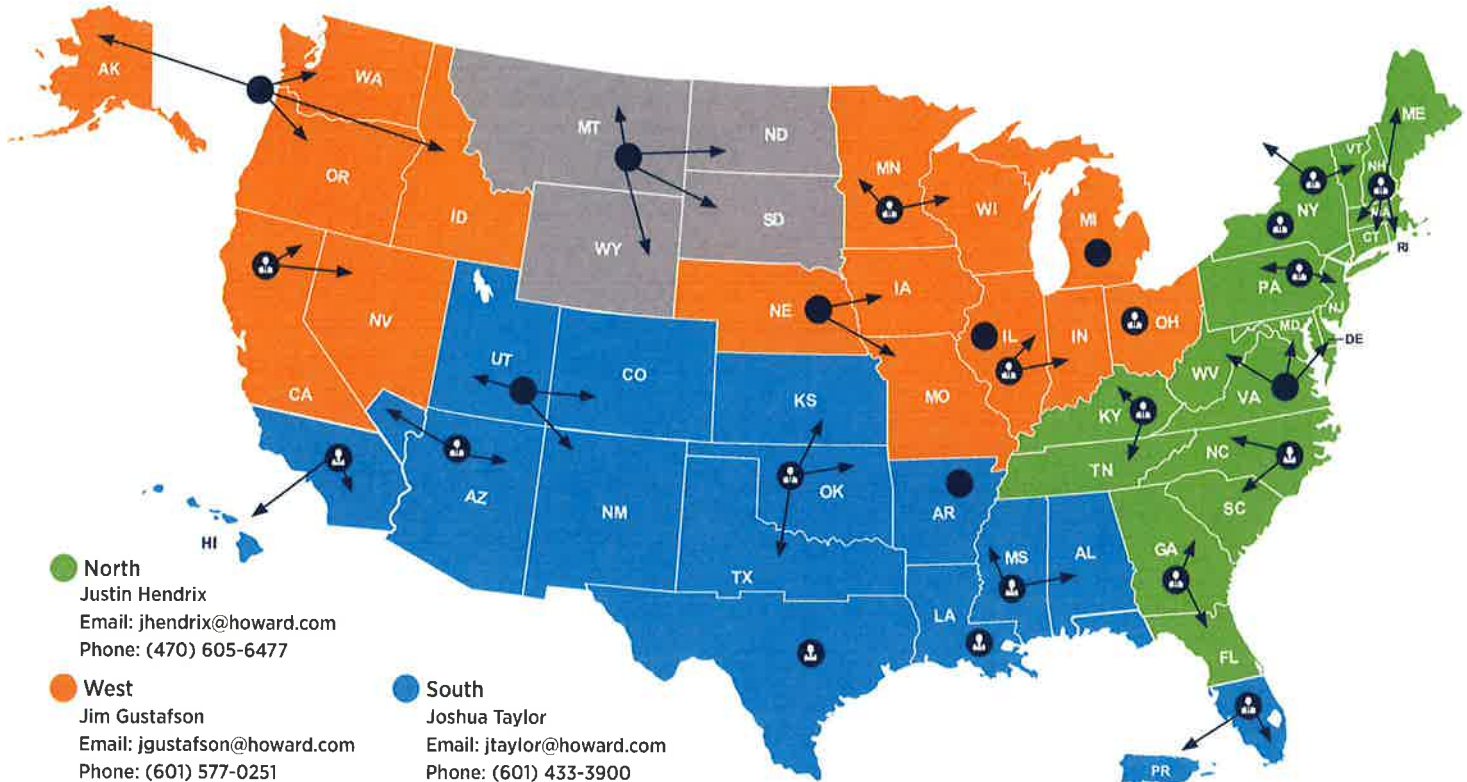 AK
WA
MT
ND
ME
VT
NH
MN
OR
ID
SD
WI
MI
NY
MA
CT
RI
WY
IA
PA
NE
NJ
NV
IL
IN
OH
MD
DE
UT
CO
WV
VA
CA
KS
MO
KY
NC
TN
AZ
OK
AR
SC
NM
HI
MS
AL
GA
TX
LA
FL
PR
North
Justin Hendrix
Email: jhendrix@howard.com
Phone: (470) 605-6477
West
Jim Gustafson
Email: jgustafson@howard.com
Phone: (601) 577-0251
South
Joshua Taylor
Email: jtaylor@howard.com
Phone: (601) 433-3900